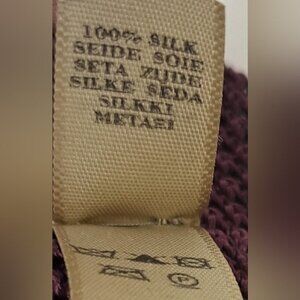 100% SILK
SEIDE SOIE
SETA ZIJDE
SILKE SEDA
SILKKI
METAEI
P